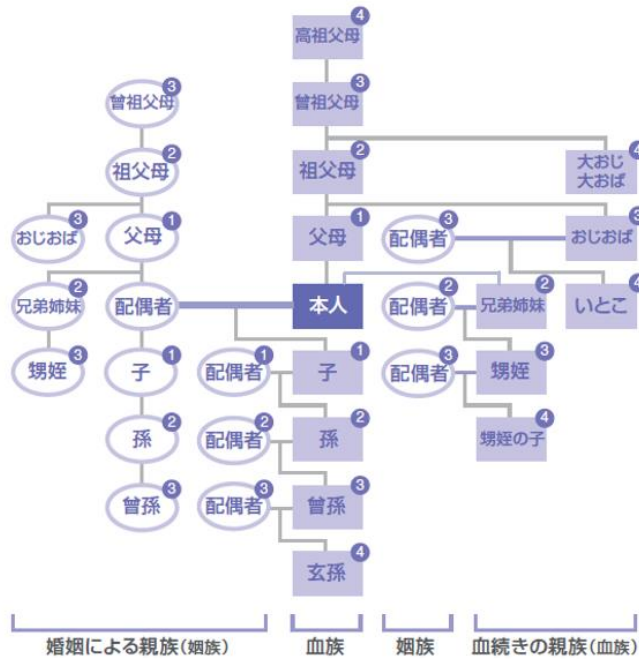 高祖父母 4
曾祖父母 3
曾祖父母 3
祖父母 2
祖父母 2
大おじ 4
大おば
おじおば 3
父母 1
父母 1
配偶者 3
おじおば 3
兄弟姉妹 2
配偶者
本人
配偶者 2
兄弟姉妹 2
いとこ 4
甥姪 3
子 1
配偶者 1
子 1
配偶者 3
甥姪 3
孫 2
配偶者 2
孫 2
甥姪の子 4
曾孫 3
配偶者 3
曾孫 3
玄孫 4
婚姻による親族(姻族)
血族
姻族
血続きの親族(血族)